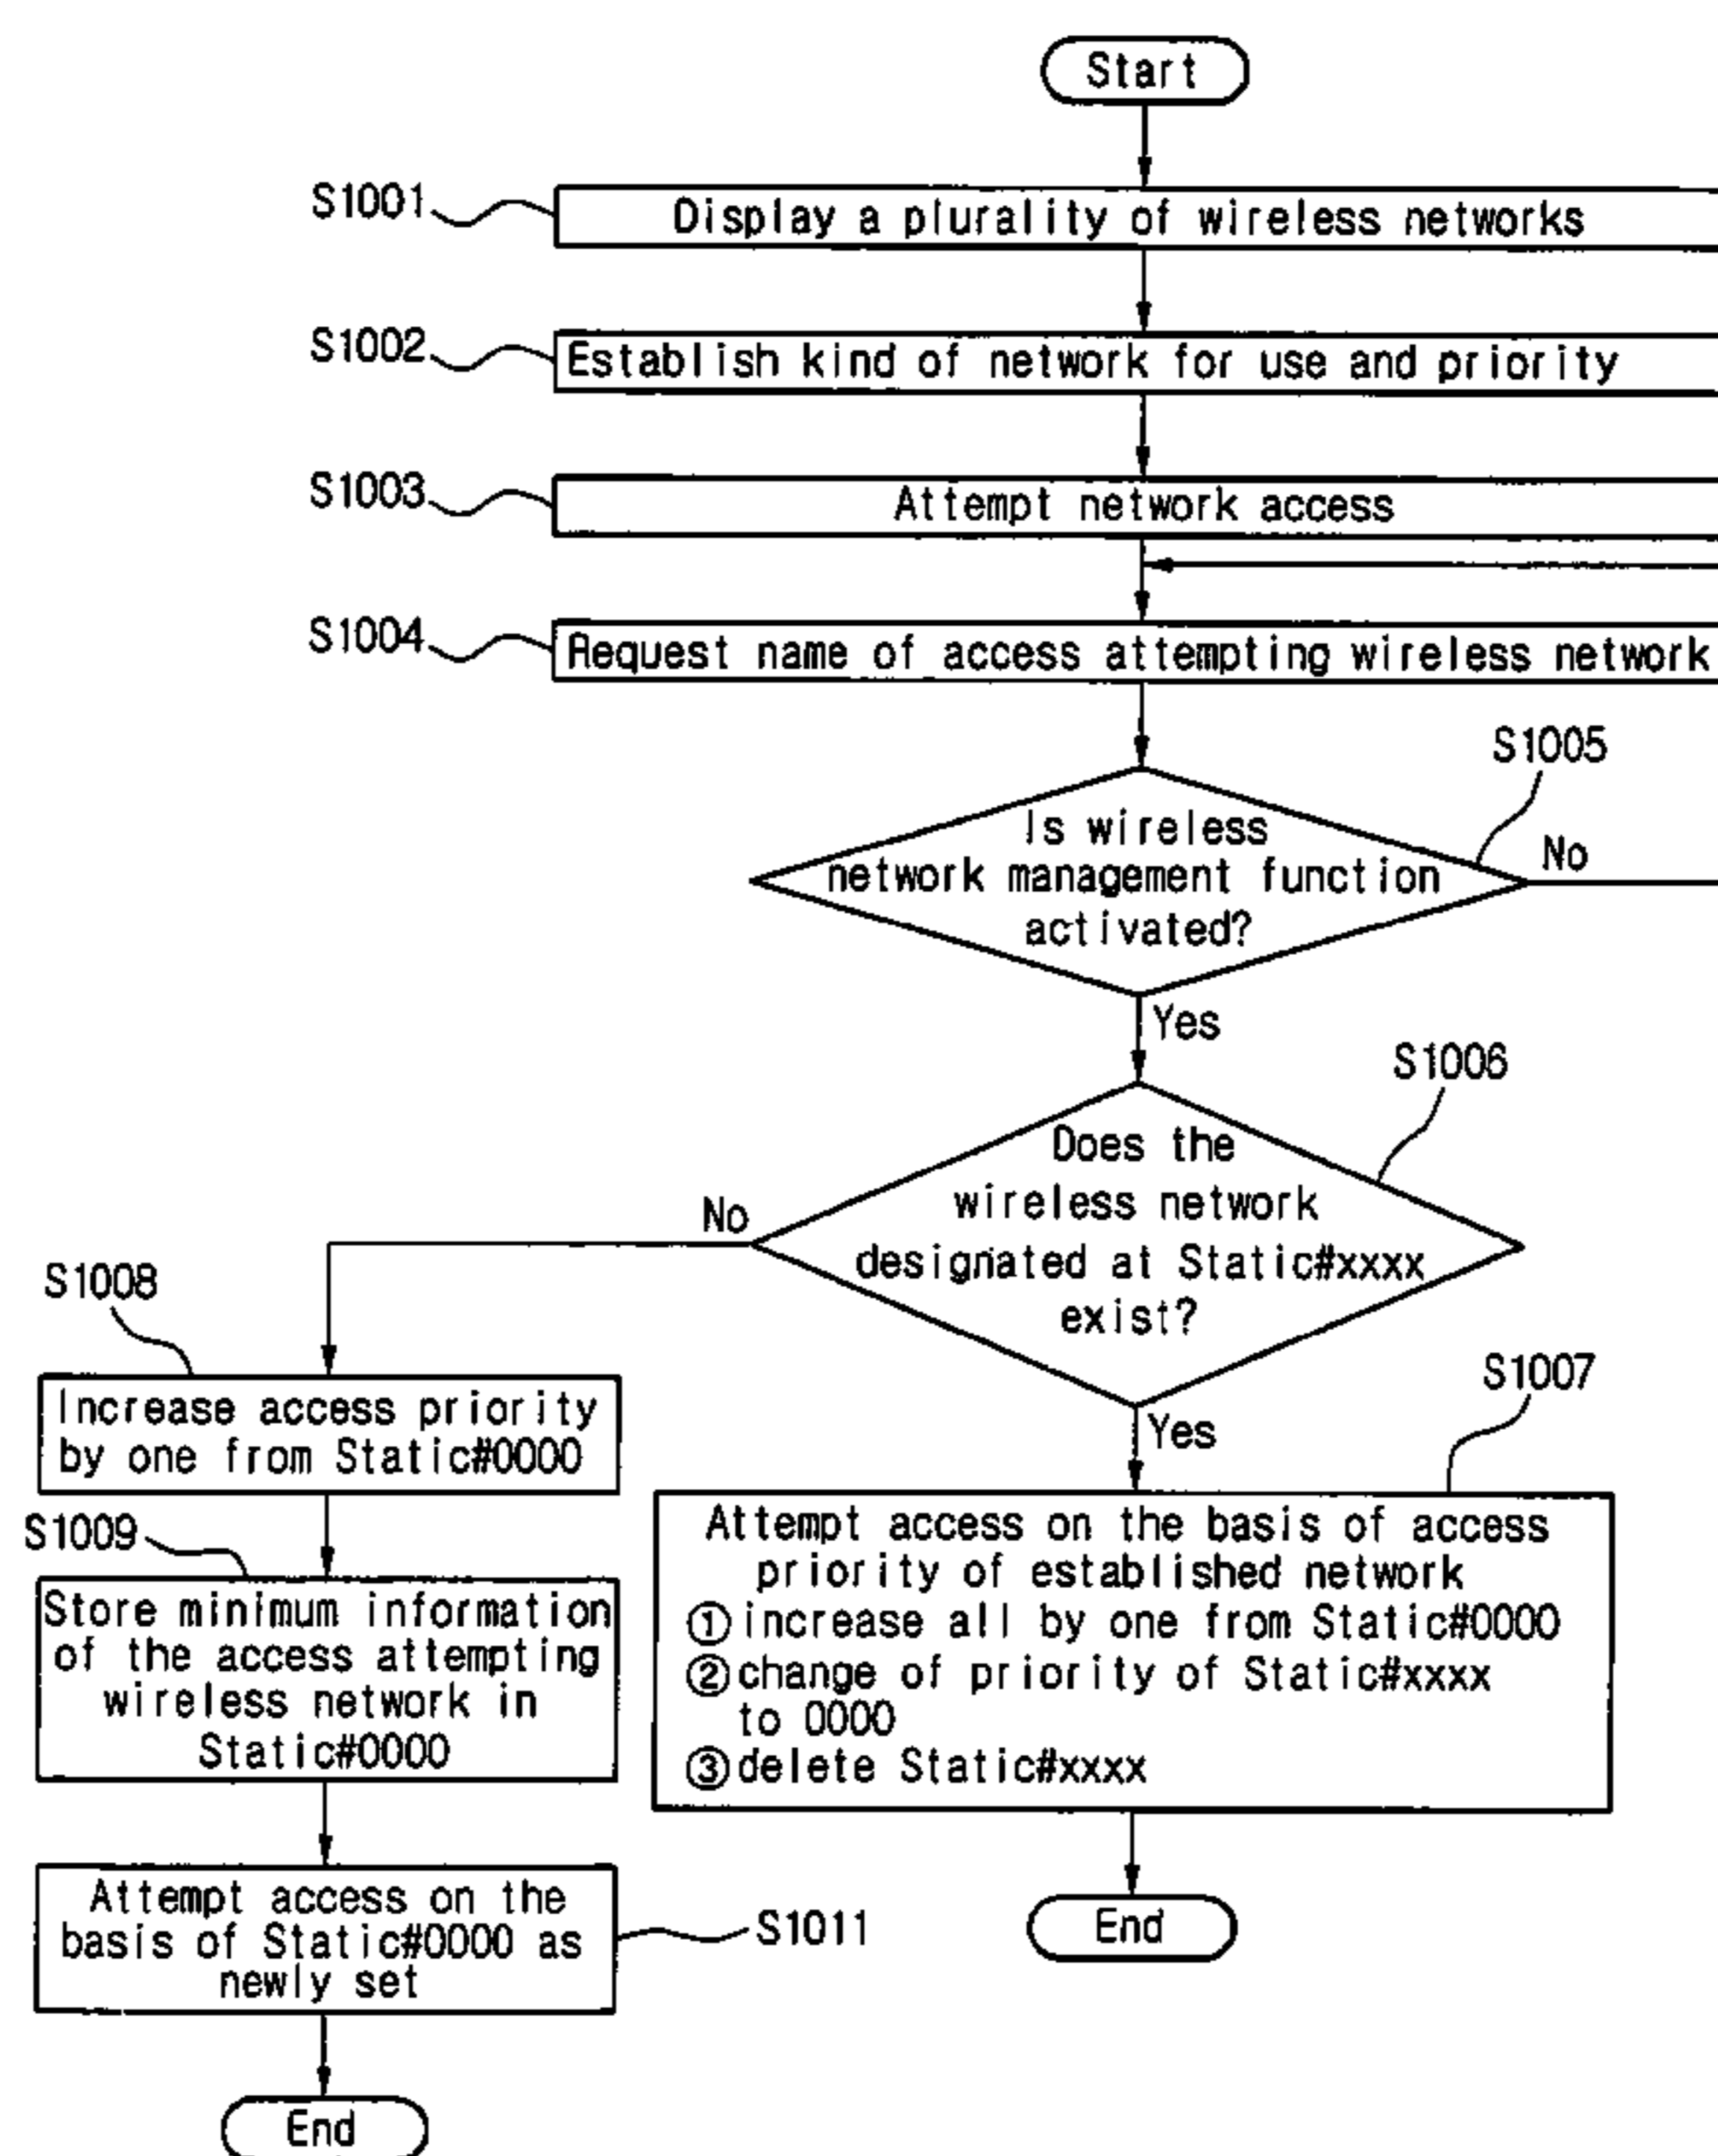 Start
S1001
Display a plurality of wireless networks
S1002
Establish kind of network for use and priority
S1003
Attempt network access
S1004
Request name of access attempting wireless network
S1005
Is wireless
network management function
activated?
No
Yes
S1006
Does the
wireless network
designated at Static#xxxx
exist?
No
Yes
S1008
Increase access priority
by one from Static#0000
S1007
Attempt access on the basis of access
priority of established network
① increase all by one from Static#0000
② change of priority of Static#xxxx
to 0000
③ delete Static#xxxx
S1009
Store minimum information
of the access attempting
wireless network in
Static#0000
Attempt access on the
basis of Static#0000 as
newly set
S1011
End
End